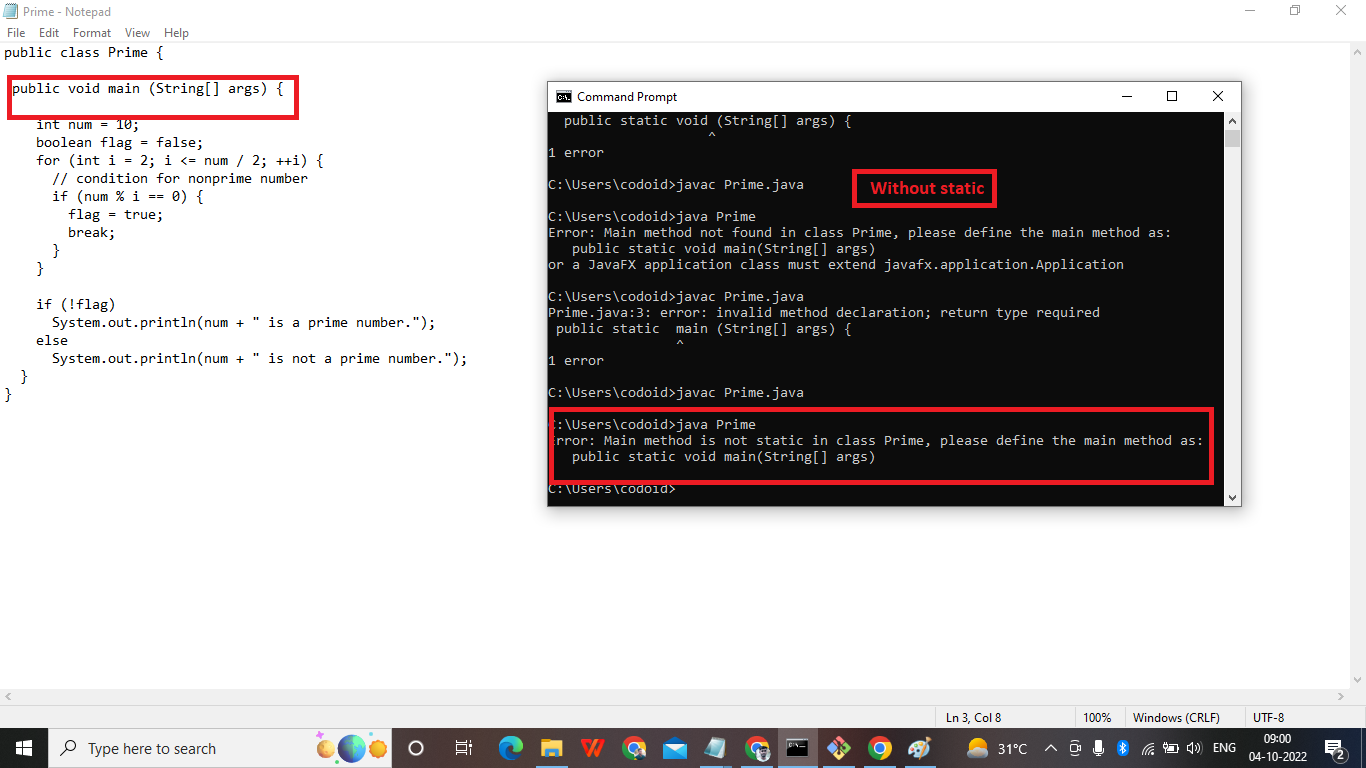 Prime - Notepad
File Edit Format View Help
public class Prime {
public void main (String[] args) {
int num = 10;
boolean flag = false;
for (int i = 2; i <= num / 2; ++i) {
// condition for nonprime number
if (num % i == 0) {
flag = true;
break;
}
}
if (!flag)
System.out.println(num + " is a prime number.");
else
System.out.println(num + " is not a prime number.");
}
}
Command Prompt
public static void (String[] args) {
^
1 error
C:\Users\codoid>javac Prime.java
Without static
C:\Users\codoid>java Prime
Error: Main method not found in class Prime, please define the main method as:
public static void main(String[] args)
or a JavaFX application class must extend javafx.application.Application
C:\Users\codoid>javac Prime.java
Prime.java:3: error: invalid method declaration; return type required
public static  main (String[] args) {
^
1 error
C:\Users\codoid>javac Prime.java
C:\Users\codoid>java Prime
Error: Main method is not static in class Prime, please define the main method as:
public static void main(String[] args)
C:\Users\codoid>
Ln 3, Col 8 100% Windows (CRLF) UTF-8
Type here to search
31°C
ENG
09:00
04-10-2022
2